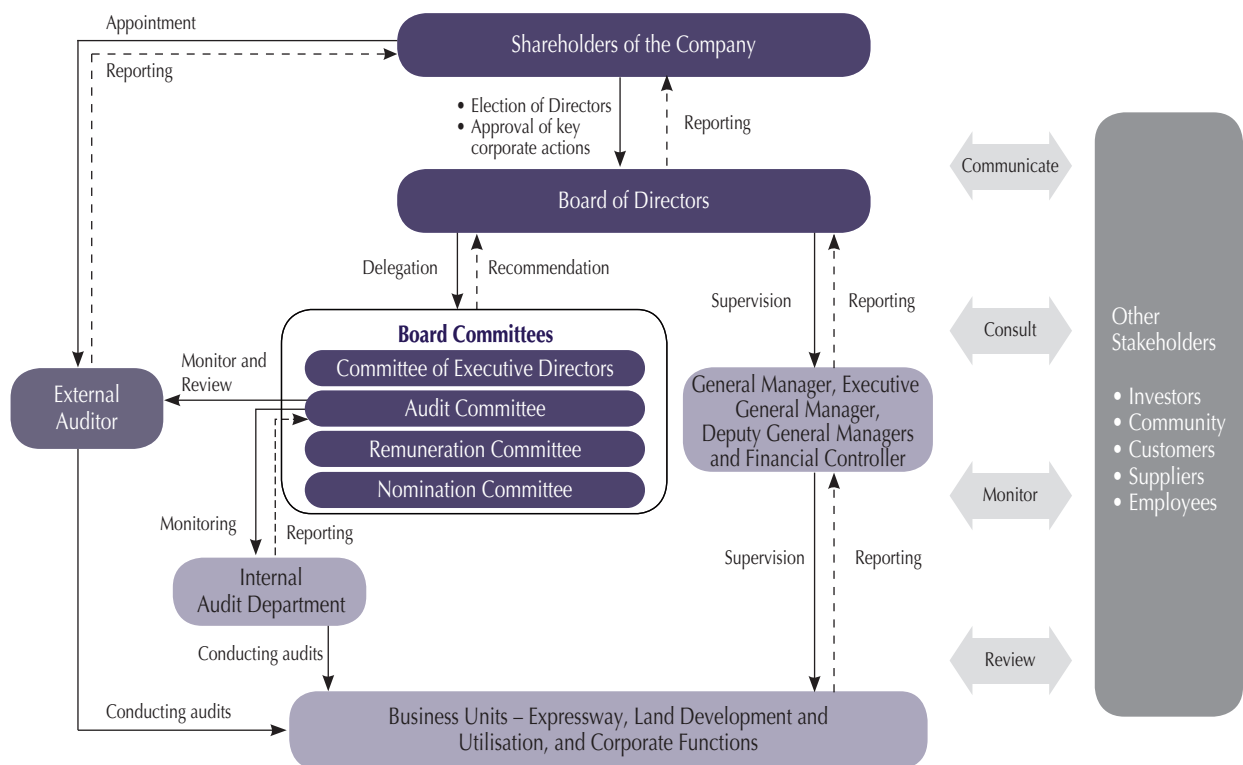 Appointment
Shareholders of the Company
Reporting
• Election of Directors
• Approval of key
corporate actions
Reporting
Communicate
Board of Directors
Delegation
Recommendation
Supervision
Reporting
Consult
Other
Stakeholders
• Investors
• Community
• Customers
• Suppliers
• Employees
Board Committees
Committee of Executive Directors
Audit Committee
Remuneration Committee
Nomination Committee
Monitor and
Review
External
Auditor
General Manager, Executive
General Manager,
Deputy General Managers
and Financial Controller
Monitor
Monitoring
Reporting
Supervision
Reporting
Internal
Audit Department
Conducting audits
Review
Conducting audits
Business Units – Expressway, Land Development and
Utilisation, and Corporate Functions